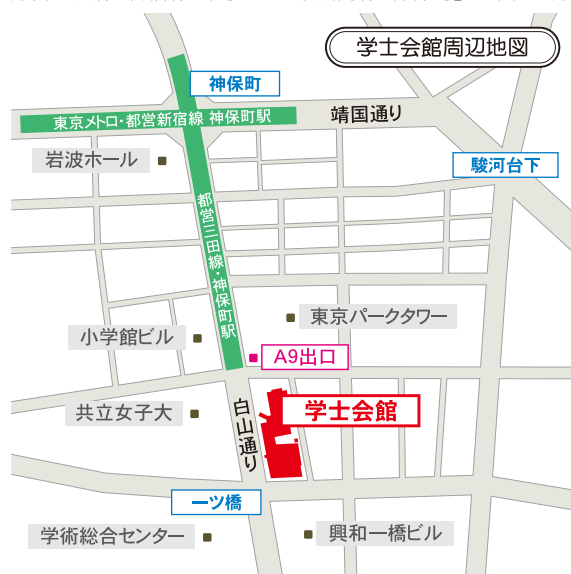 学士会館周辺地図
神保町
東京メトロ・都営新宿線 神保町駅
靖国通り
岩波ホール
駿河台下
都営三田線・神保町駅
東京パークタワー
小学館ビル
A9出口
学士会館
共立女子大
白山通り
一ツ橋
学術総合センター
興和一橋ビル